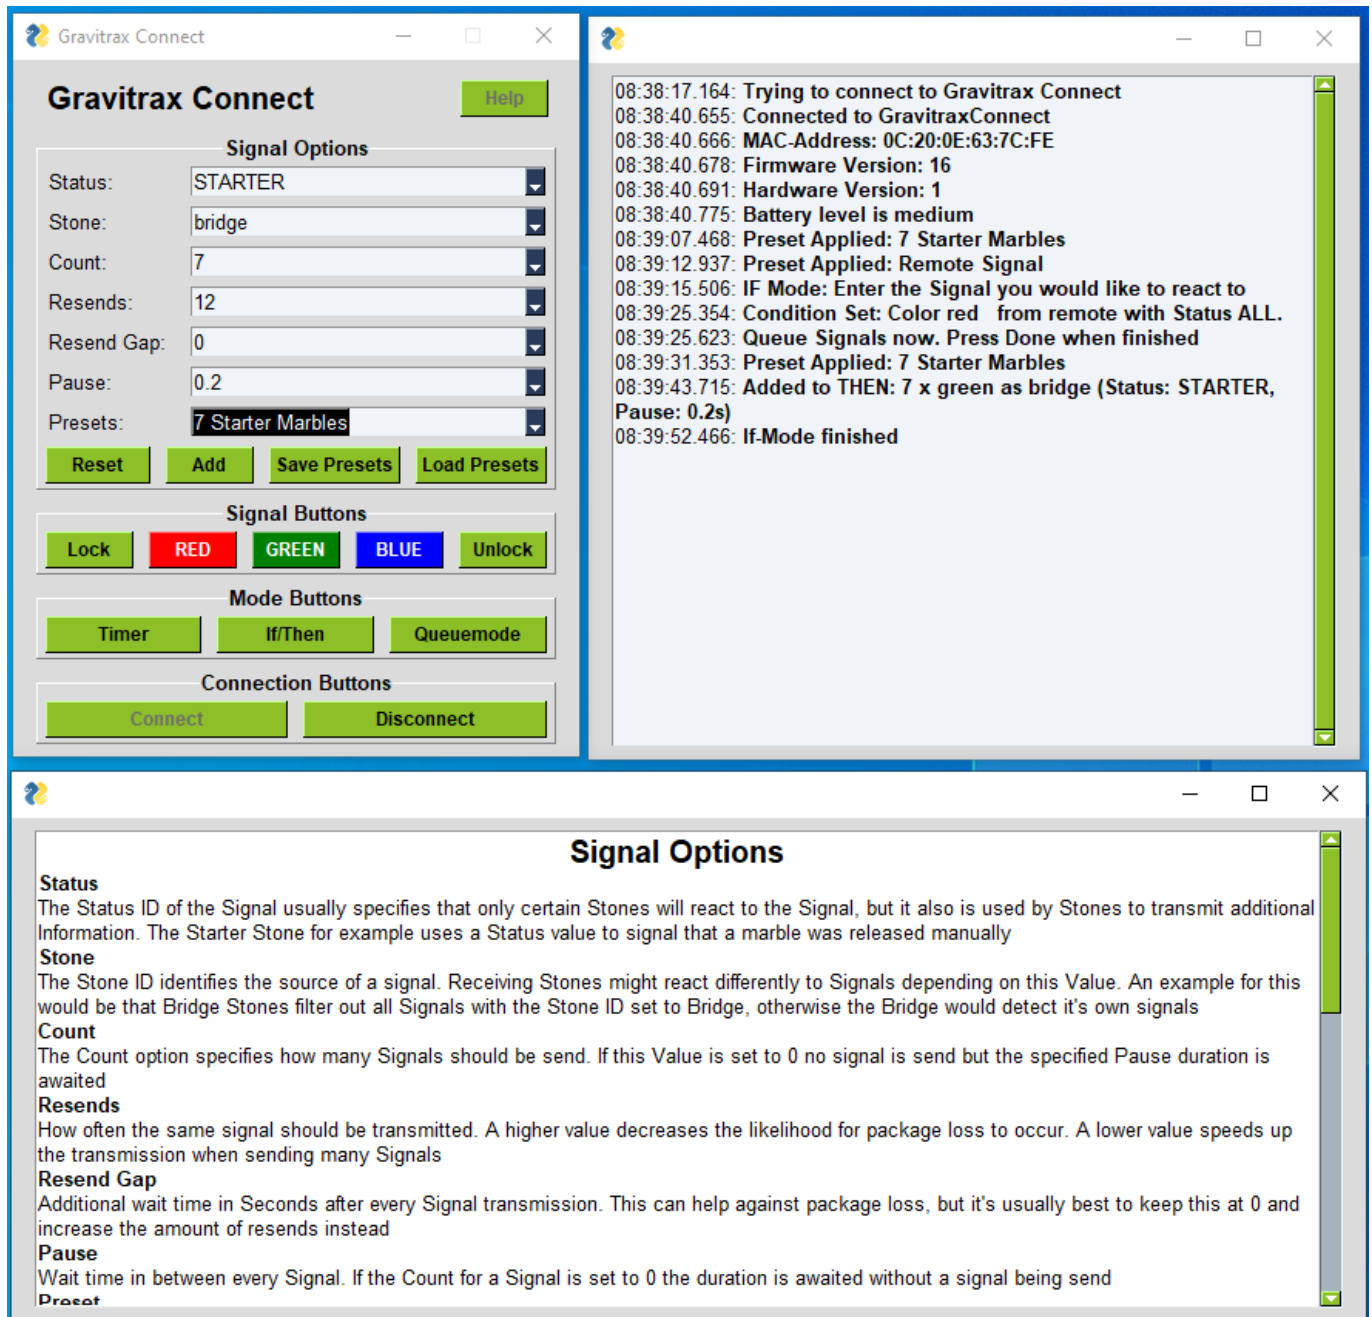 Gravitrax Connect
Gravitrax Connect
Help
Signal Options
Status: STARTER
Stone: bridge
Count: 7
Resends: 12
Resend Gap: 0
Pause: 0.2
Presets: 7 Starter Marbles
Reset Add Save Presets Load Presets
Signal Buttons
Lock RED GREEN BLUE Unlock
Mode Buttons
Timer If/Then Queuemode
Connection Buttons
Connect Disconnect
08:38:17.164: Trying to connect to Gravitrax Connect
08:38:40.655: Connected to GravitraxConnect
08:38:40.666: MAC-Address: 0C:20:0E:63:7C:FE
08:38:40.678: Firmware Version: 16
08:38:40.691: Hardware Version: 1
08:38:40.775: Battery level is medium
08:39:07.468: Preset Applied: 7 Starter Marbles
08:39:12.937: Preset Applied: Remote Signal
08:39:15.506: IF Mode: Enter the Signal you would like to react to
08:39:25.354: Condition Set: Color red   from remote with Status ALL.
08:39:25.623: Queue Signals now. Press Done when finished
08:39:31.353: Preset Applied: 7 Starter Marbles
08:39:43.715: Added to THEN: 7 x green as bridge (Status: STARTER,
Pause: 0.2s)
08:39:52.466: If-Mode finished
Signal Options
Status
The Status ID of the Signal usually specifies that only certain Stones will react to the Signal, but it also is used by Stones to transmit additional
Information. The Starter Stone for example uses a Status value to signal that a marble was released manually
Stone
The Stone ID identifies the source of a signal. Receiving Stones might react differently to Signals depending on this Value. An example for this
would be that Bridge Stones filter out all Signals with the Stone ID set to Bridge, otherwise the Bridge would detect it's own signals
Count
The Count option specifies how many Signals should be send. If this Value is set to 0 no signal is send but the specified Pause duration is
awaited
Resends
How often the same signal should be transmitted. A higher value decreases the likelihood for package loss to occur. A lower value speeds up
the transmission when sending many Signals
Resend Gap
Additional wait time in Seconds after every Signal transmission. This can help against package loss, but it's usually best to keep this at 0 and
increase the amount of resends instead
Pause
Wait time in between every Signal. If the Count for a Signal is set to 0 the duration is awaited without a signal being send
Preset